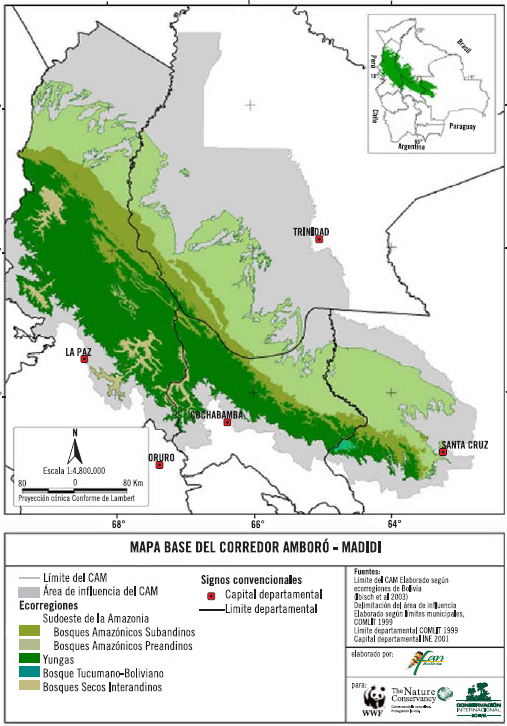 Brasil
Perú
Chile
Paraguay
Argentina
TRINIDAD
LA PAZ
COCHABAMBA
ORURO
SANTA CRUZ
N
Escala 1:4.800,000
80 0 80 Km
Proyección cónica Conforme de Lambert
68° 66° 64°
MAPA BASE DEL CORREDOR AMBORÓ - MADIDI
Límite del CAM
Área de influencia del CAM
Ecorregiones
Sudoeste de la Amazonia
Bosques Amazónicos Subandinos
Bosques Amazónicos Preandinos
Yungas
Bosque Tucumano-Boliviano
Bosques Secos Interandinos
Signos convencionales
Capital departamental
Límite departamental
Fuentes:
Límite del CAM Elaborado según
ecorregiones de Bolivia
(Ibisch et al 2003)
Delimitación del área de influencia
Elaborado según límites municipales,
COMLIT 1999
Límite departamental COMLIT 1999
Capital departamental INE 2001
elaborado por:
fan
Bolivia
para:
WWF
The Nature
Conservancy
CONSERVACIÓN
INTERNACIONAL